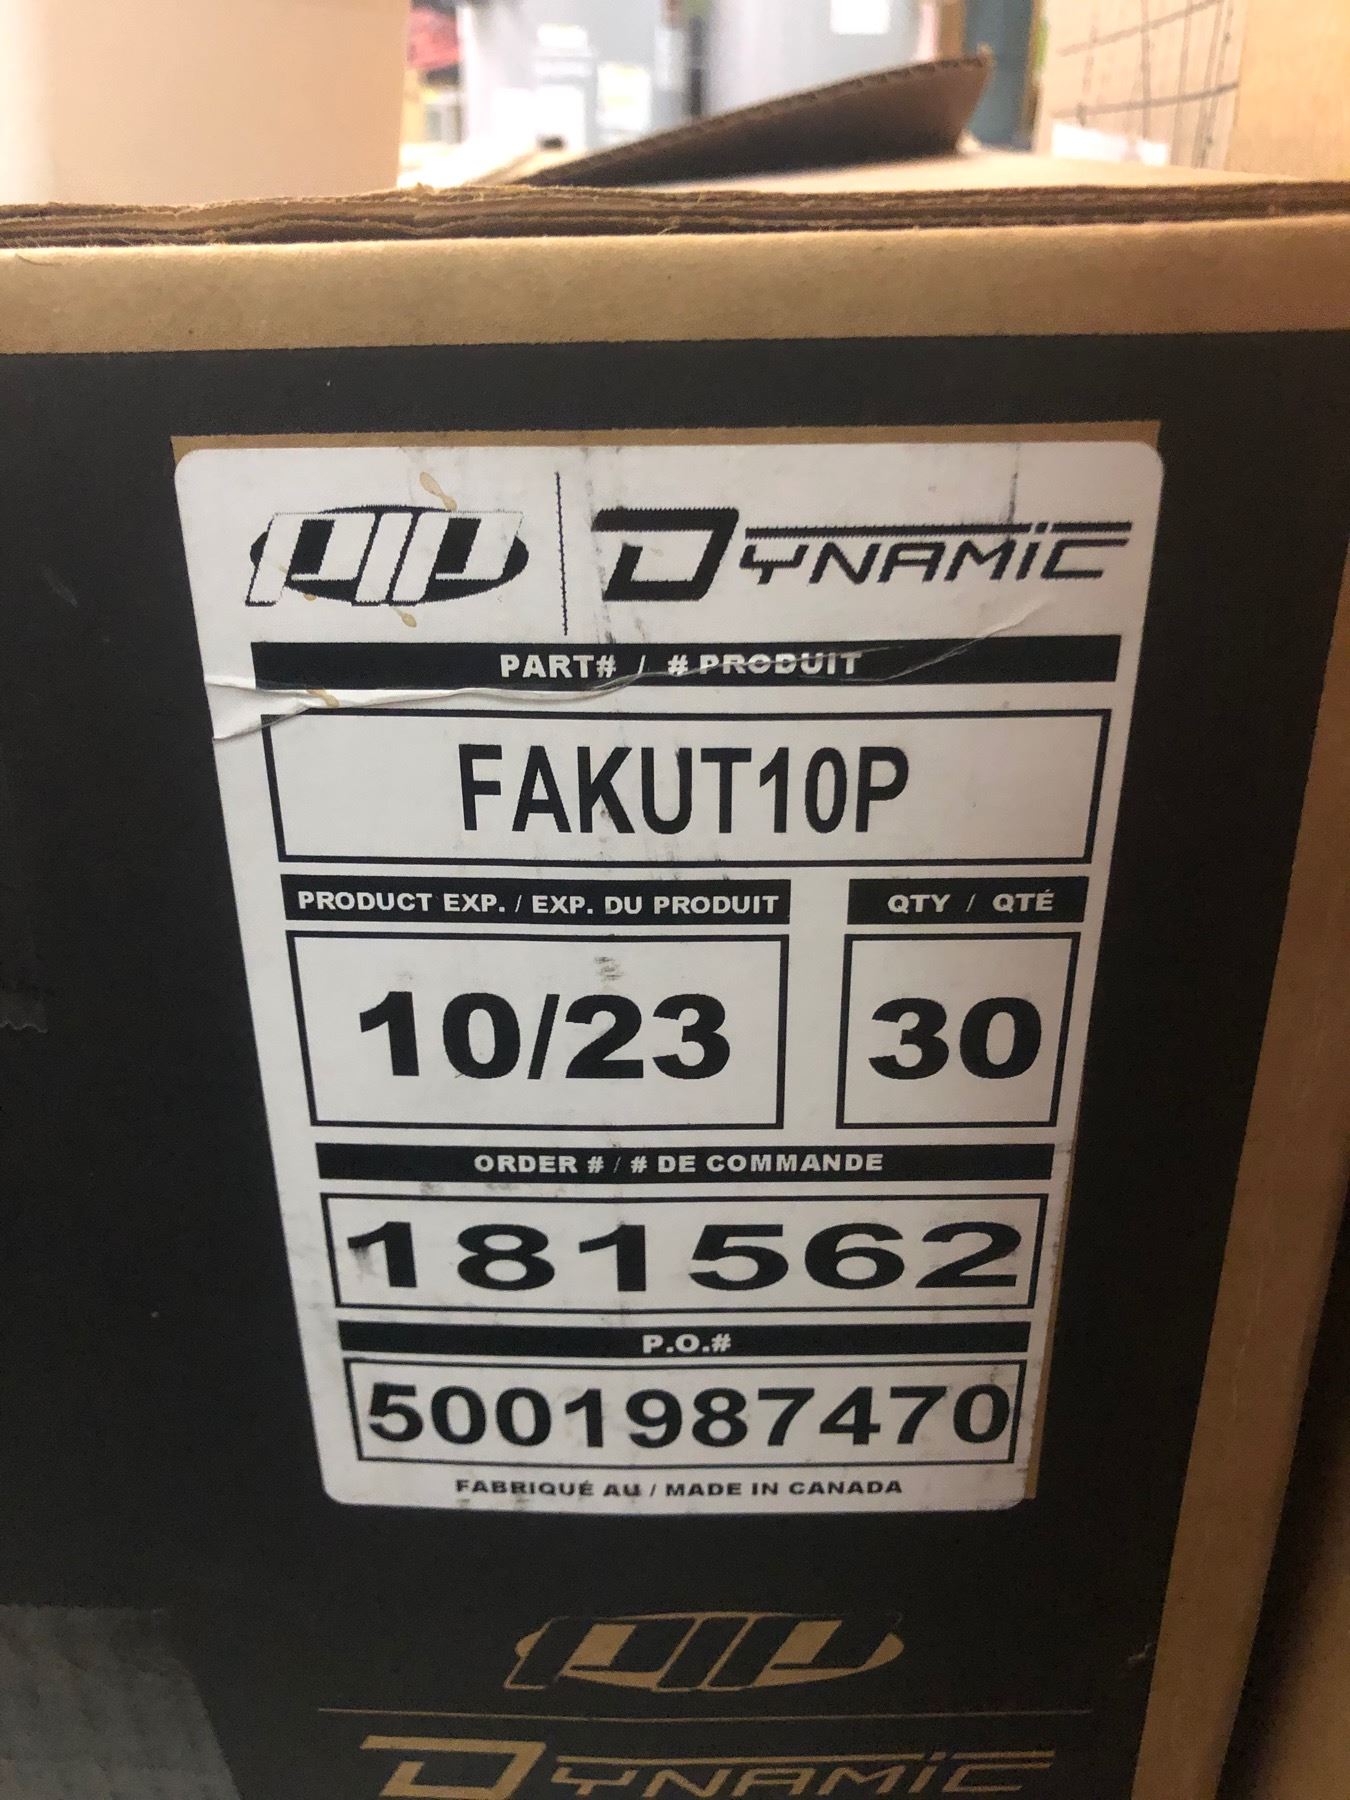 PIP | DYNAMIC
PART# / # PRODUIT
FAKUT10P
PRODUCT EXP. / EXP. DU PRODUIT
QTY / QTÉ
10/23
30
ORDER # / # DE COMMANDE
181562
P.O.#
5001987470
FABRIQUÉ AU / MADE IN CANADA
PIP
DYNAMIC